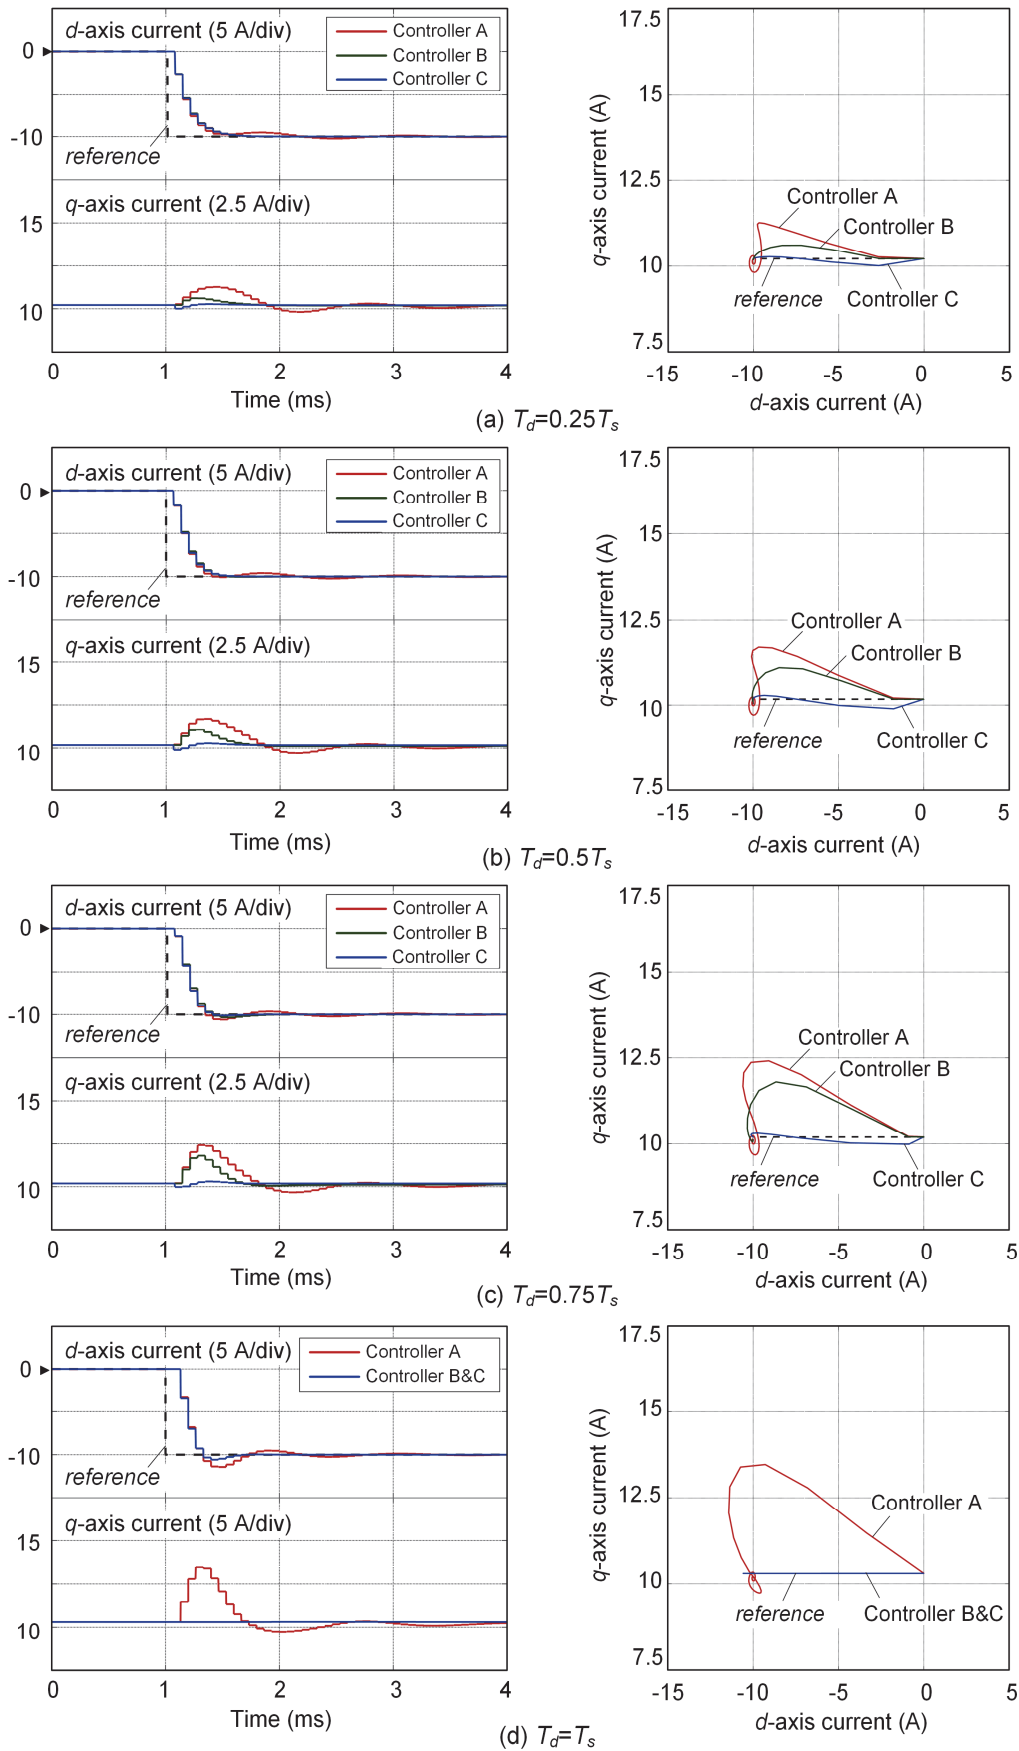 d-axis current (5 A/div)
Controller A
Controller B
Controller C
0
-10
reference
q-axis current (2.5 A/div)
15
10
0 1 2 3 4
Time (ms)
17.5
15
12.5
10
7.5
q-axis current (A)
Controller A
Controller B
reference
Controller C
-15 -10 -5 0 5
d-axis current (A)
(a) Td=0.25Ts
d-axis current (5 A/div)
Controller A
Controller B
Controller C
0
-10
reference
q-axis current (2.5 A/div)
15
10
0 1 2 3 4
Time (ms)
17.5
15
12.5
10
7.5
q-axis current (A)
Controller A
Controller B
reference
Controller C
-15 -10 -5 0 5
d-axis current (A)
(b) Td=0.5Ts
d-axis current (5 A/div)
Controller A
Controller B
Controller C
0
-10
reference
q-axis current (2.5 A/div)
15
10
0 1 2 3 4
Time (ms)
17.5
15
12.5
10
7.5
q-axis current (A)
Controller A
Controller B
reference
Controller C
-15 -10 -5 0 5
d-axis current (A)
(c) Td=0.75Ts
d-axis current (5 A/div)
Controller A
Controller B&C
0
-10
reference
q-axis current (5 A/div)
15
10
0 1 2 3 4
Time (ms)
17.5
15
12.5
10
7.5
q-axis current (A)
Controller A
reference
Controller B&C
-15 -10 -5 0 5
d-axis current (A)
(d) Td=Ts